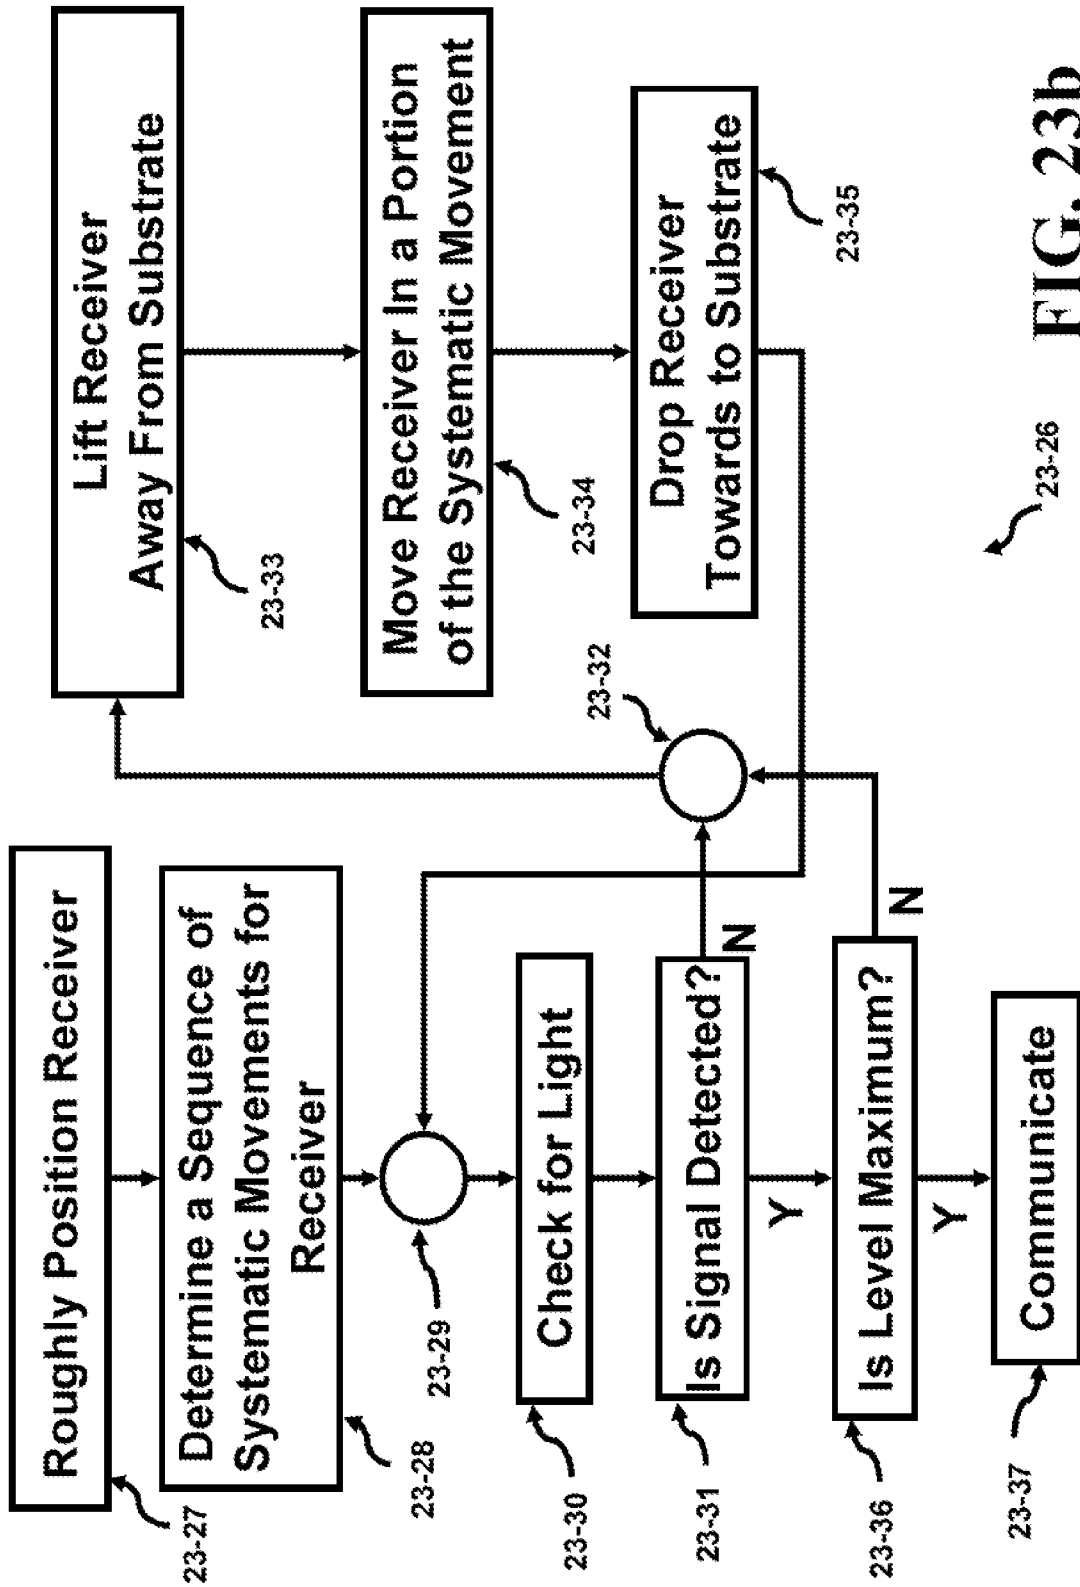 Roughly Position Receiver
23-27
Determine a Sequence of
Systematic Movements for
Receiver
23-28
23-29
Check for Light
23-30
Is Signal Detected?
23-31
N
Y
Is Level Maximum?
23-36
N
Y
Communicate
23-37
23-32
Lift Receiver
Away From Substrate
23-33
Move Receiver In a Portion
of the Systematic Movement
23-34
Drop Receiver
Towards to Substrate
23-35
23-26
FIG. 23b